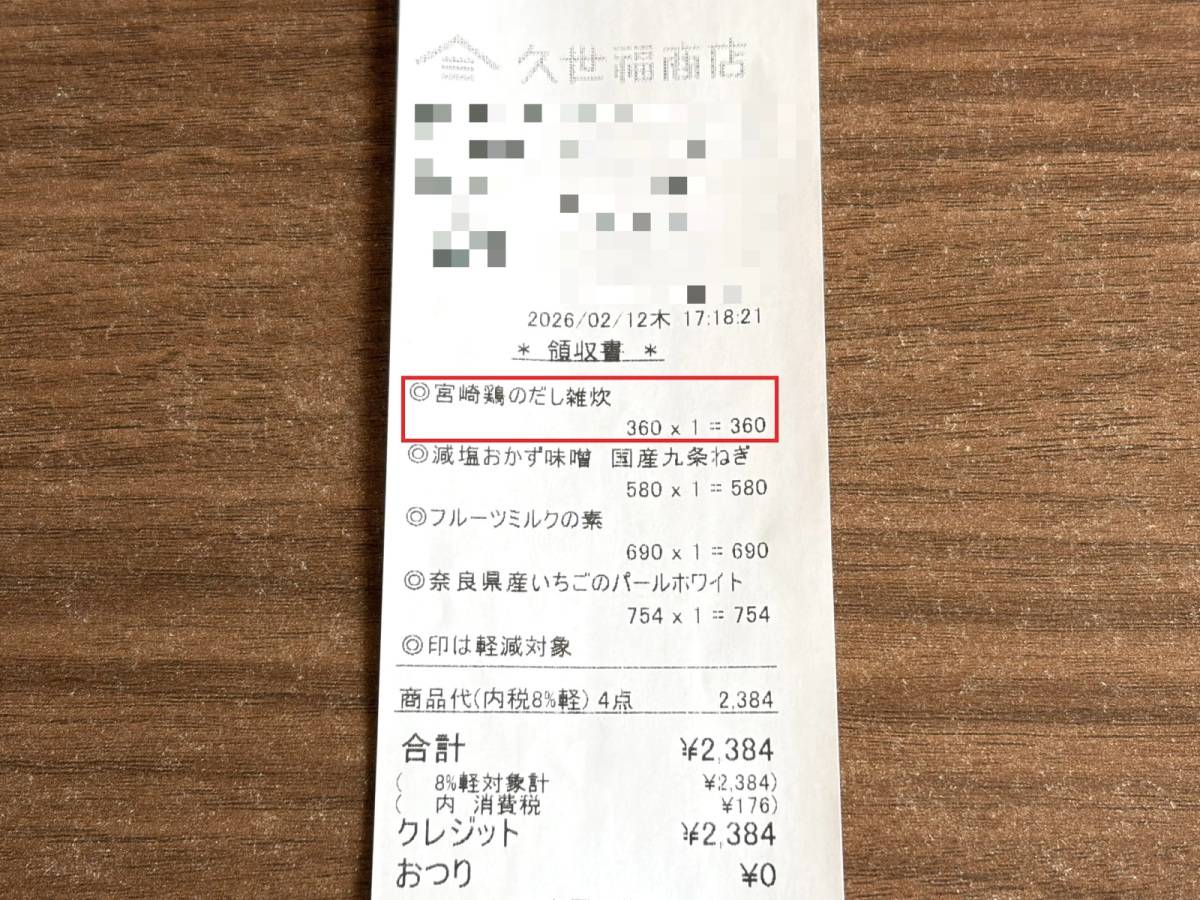 久世福商店
2026/02/12木 17:18:21
* 領収書 *
◎宮崎鶏のだし雑炊
360 x 1 = 360
◎減塩おかず味噌 国産九条ねぎ
580 x 1 = 580
◎フルーツミルクの素
690 x 1 = 690
◎奈良県産いちごのパールホワイト
754 x 1 = 754
◎印は軽減対象
商品代(内税8%軽) 4点 2,384
合計 ¥2,384
( 8%軽対象計 ¥2,384)
( 内 消費税 ¥176)
クレジット ¥2,384
おつり ¥0